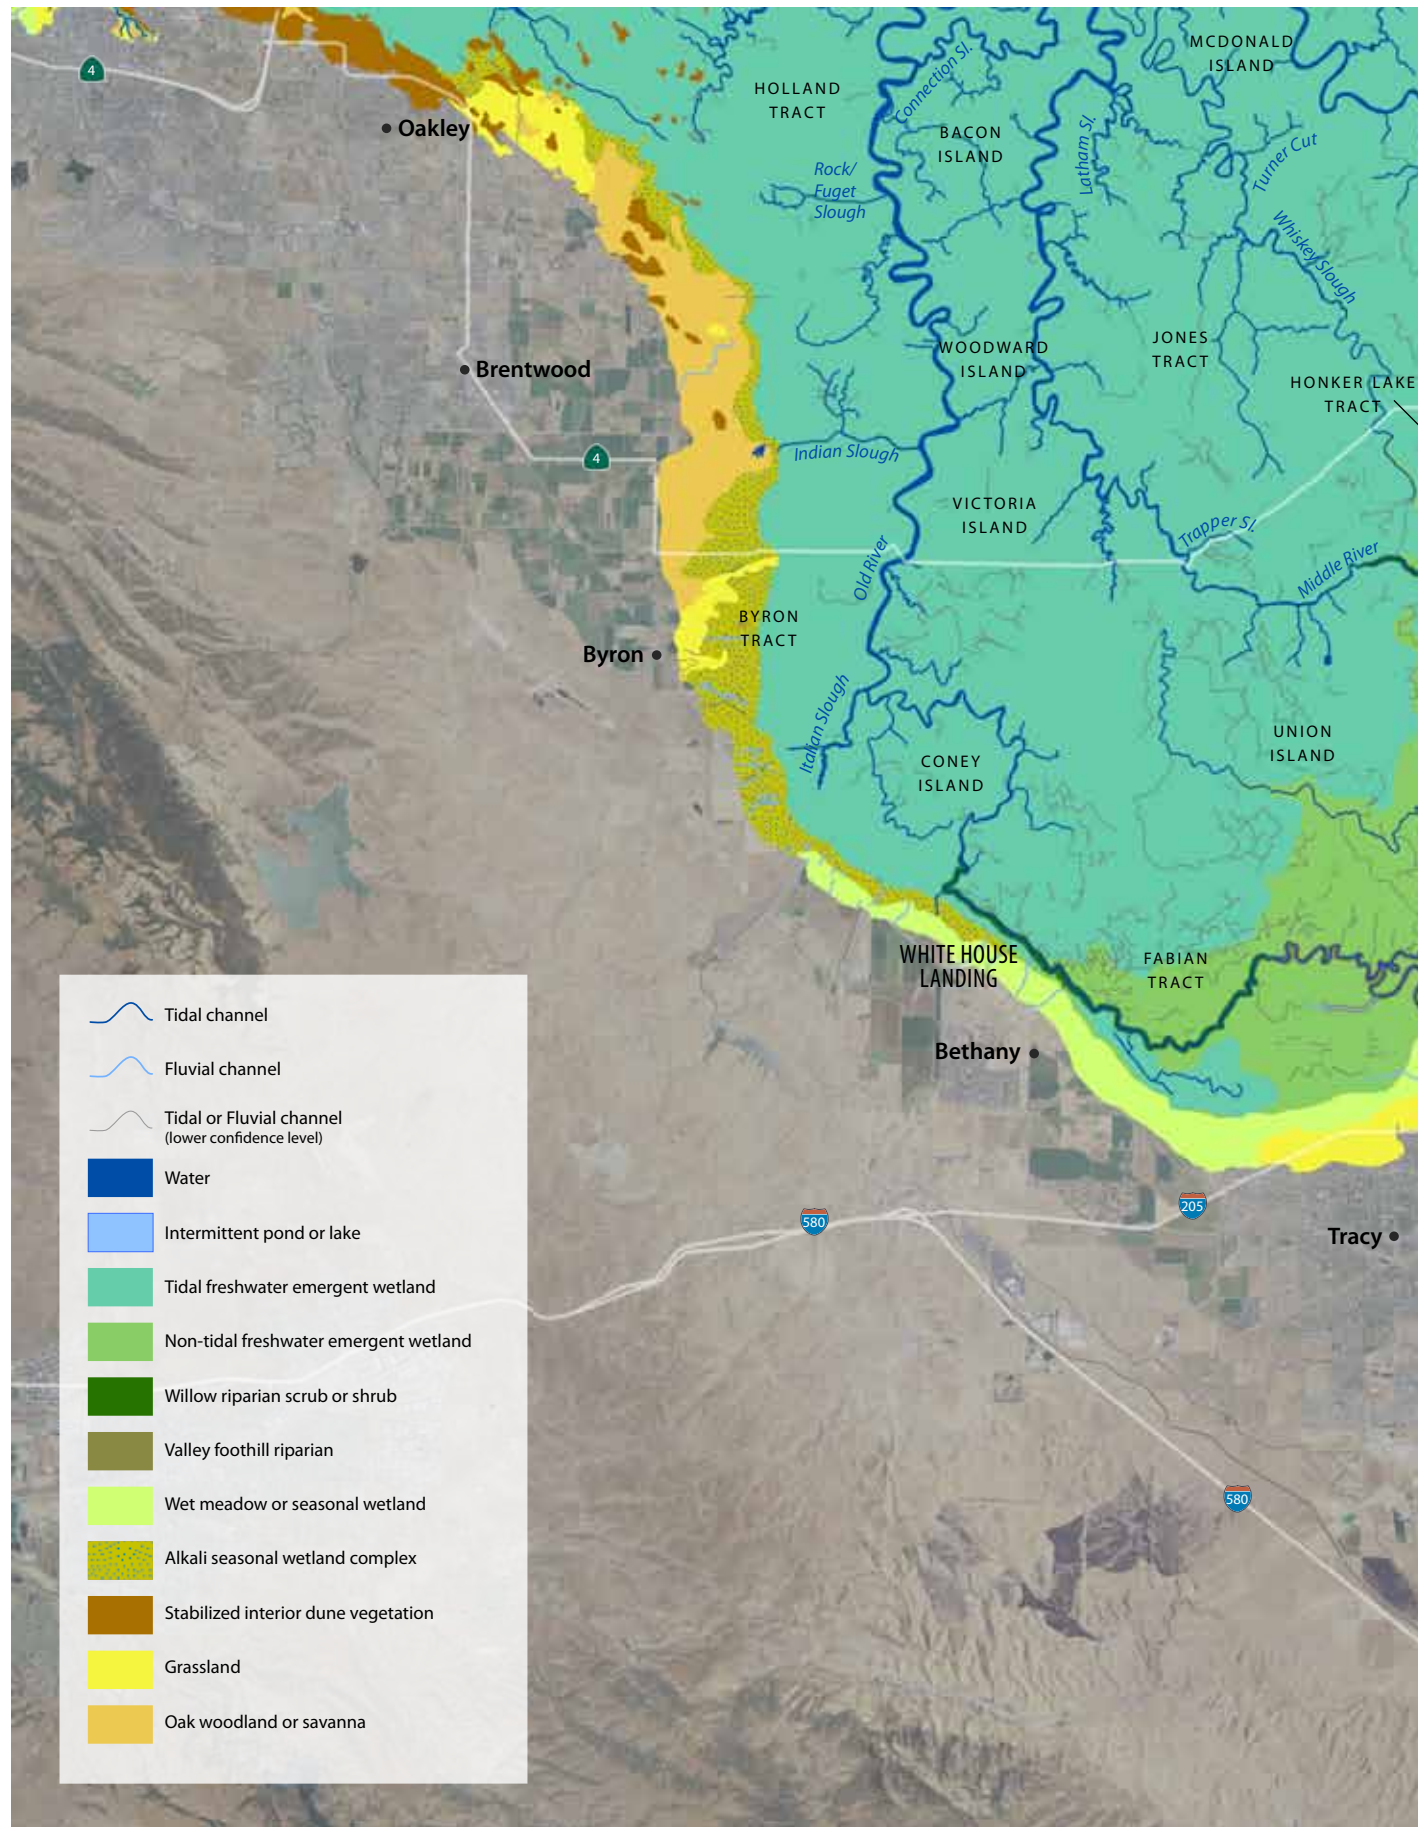 MCDONALD
ISLAND
4
HOLLAND
TRACT
Connection Sl.
Oakley
BACON
ISLAND
Latham Sl.
Turner Cut
Rock/
Fuget
Slough
Whiskey Slough
WOODWARD
ISLAND
JONES
TRACT
Brentwood
HONKER LAKE
TRACT
4
Indian Slough
VICTORIA
ISLAND
Trapper Sl.
Old River
Middle River
BYRON
TRACT
Byron
Italian Slough
UNION
ISLAND
CONEY
ISLAND
WHITE HOUSE
LANDING
FABIAN
TRACT
Bethany
Tidal channel
Fluvial channel
Tidal or Fluvial channel
(lower confidence level)
Water
Intermittent pond or lake
Tidal freshwater emergent wetland
Non-tidal freshwater emergent wetland
Willow riparian scrub or shrub
Valley foothill riparian
Wet meadow or seasonal wetland
Alkali seasonal wetland complex
Stabilized interior dune vegetation
Grassland
Oak woodland or savanna
580
205
Tracy
580